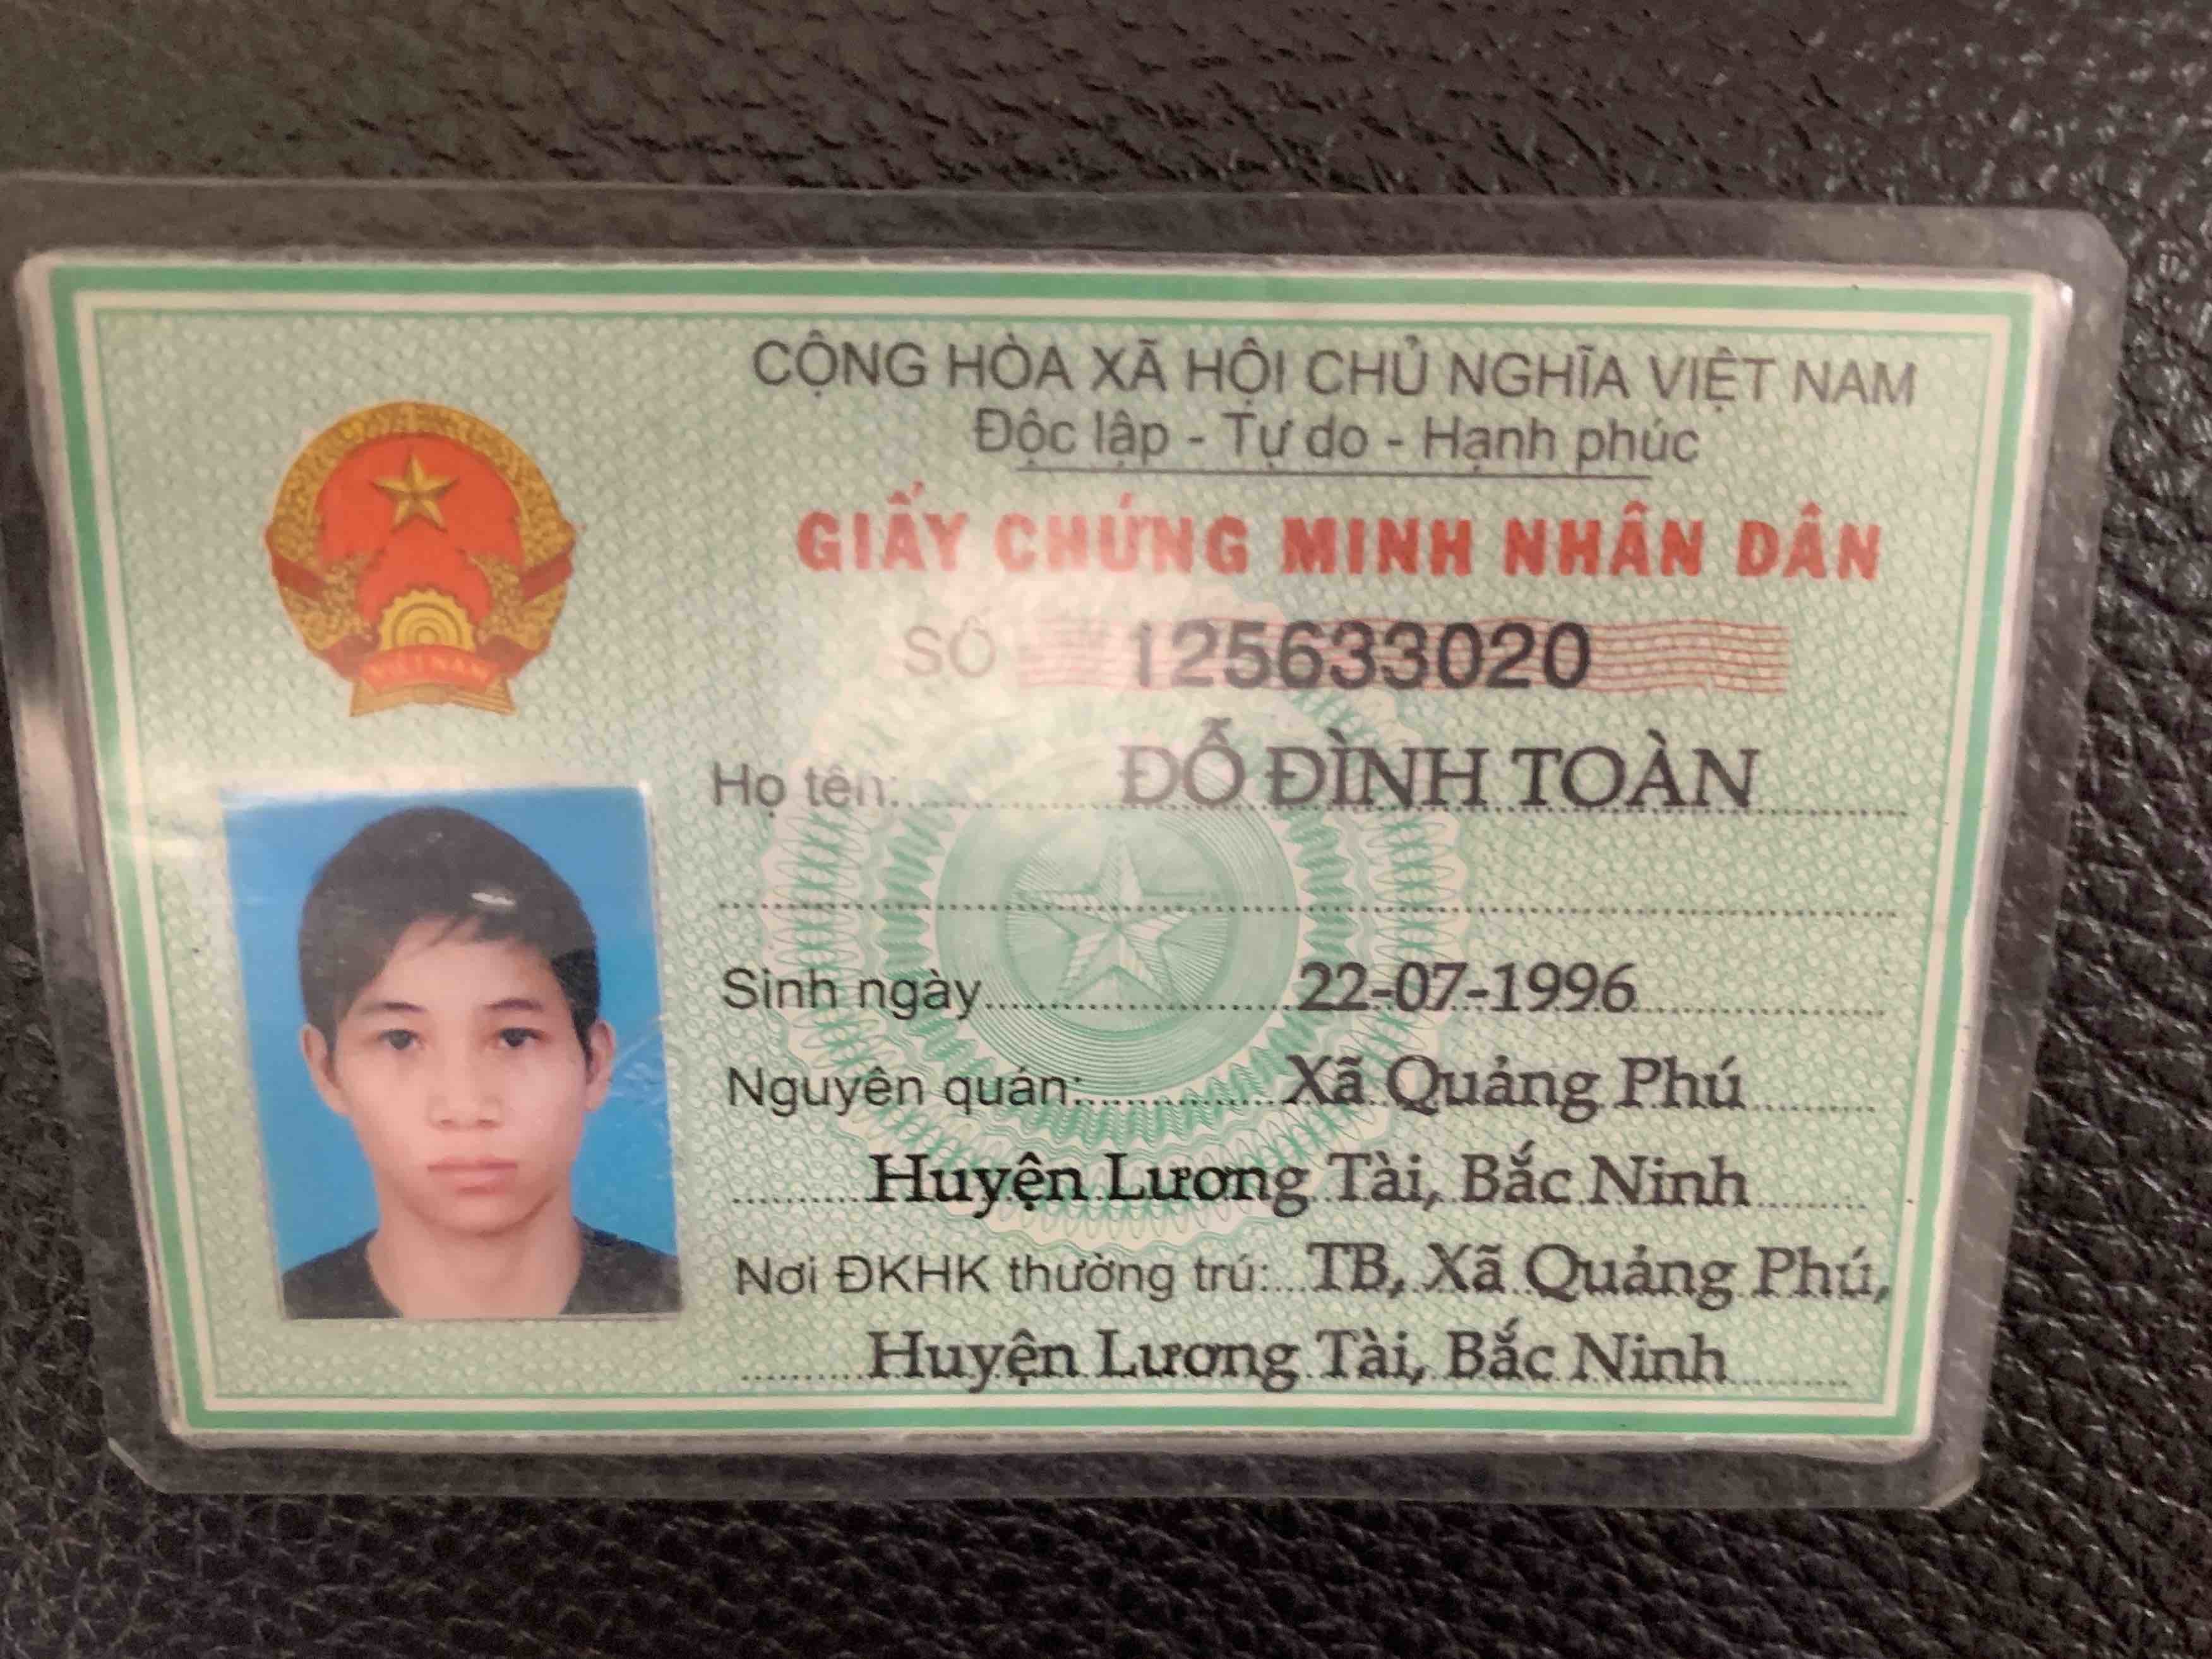 CỘNG HÒA XÃ HỘI CHỦ NGHĨA VIỆT NAM
Độc lập - Tự do - Hạnh phúc
GIẤY CHỨNG MINH NHÂN DÂN
SỐ 125633020
VIỆT NAM
Họ tên: ĐỖ ĐÌNH TOÀN
Sinh ngày 22-07-1996
Nguyên quán: Xã Quảng Phú
Huyện Lương Tài, Bắc Ninh
Nơi ĐKHK thường trú: TB, Xã Quảng Phú,
Huyện Lương Tài, Bắc Ninh